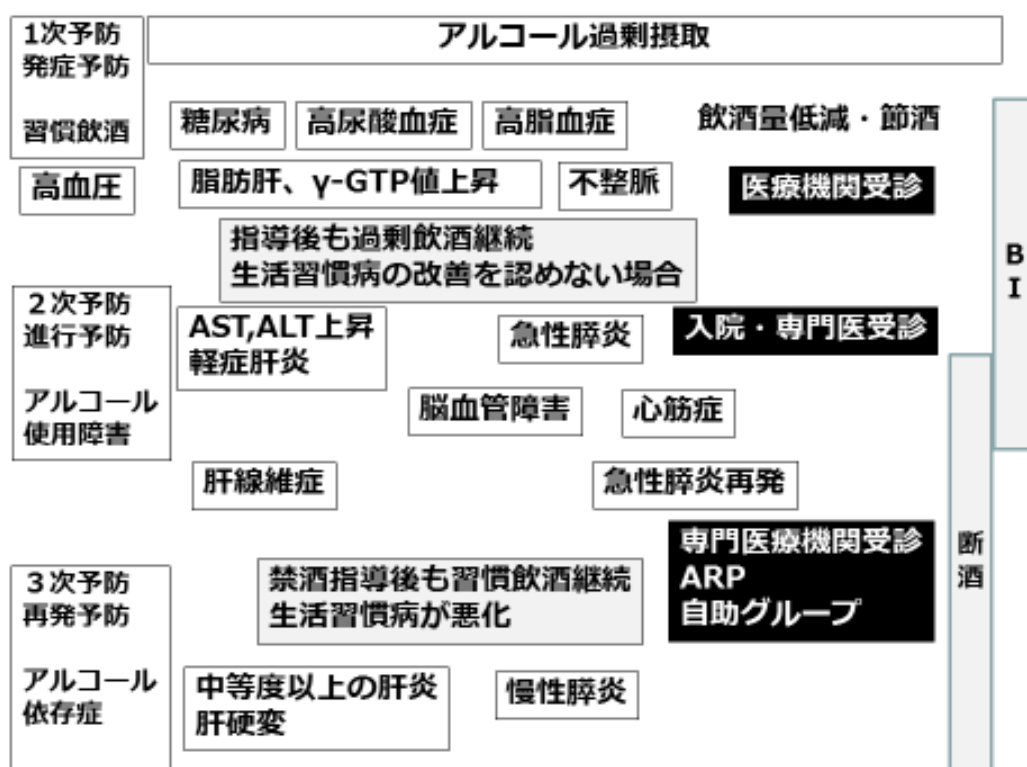 1次予防
発症予防
習慣飲酒
アルコール過剰摂取
糖尿病
高尿酸血症
高脂血症
飲酒量低減・節酒
高血圧
脂肪肝、γ-GTP値上昇
不整脈
医療機関受診
指導後も過剰飲酒継続
生活習慣病の改善を認めない場合
B
I
２次予防
進行予防
アルコール
使用障害
AST,ALT上昇
軽症肝炎
急性膵炎
入院・専門医受診
脳血管障害
心筋症
肝線維症
急性膵炎再発
専門医療機関受診
ARP
自助グループ
断
酒
３次予防
再発予防
アルコール
依存症
禁酒指導後も習慣飲酒継続
生活習慣病が悪化
中等度以上の肝炎
肝硬変
慢性膵炎